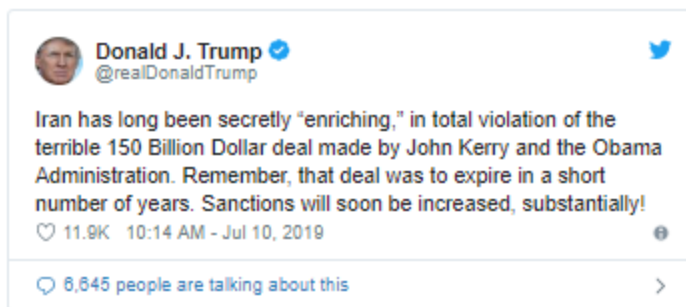 Donald J. Trump
@realDonaldTrump
Iran has long been secretly “enriching,” in total violation of the
terrible 150 Billion Dollar deal made by John Kerry and the Obama
Administration. Remember, that deal was to expire in a short
number of years. Sanctions will soon be increased, substantially!
11.9K 10:14 AM - Jul 10, 2019
6,645 people are talking about this